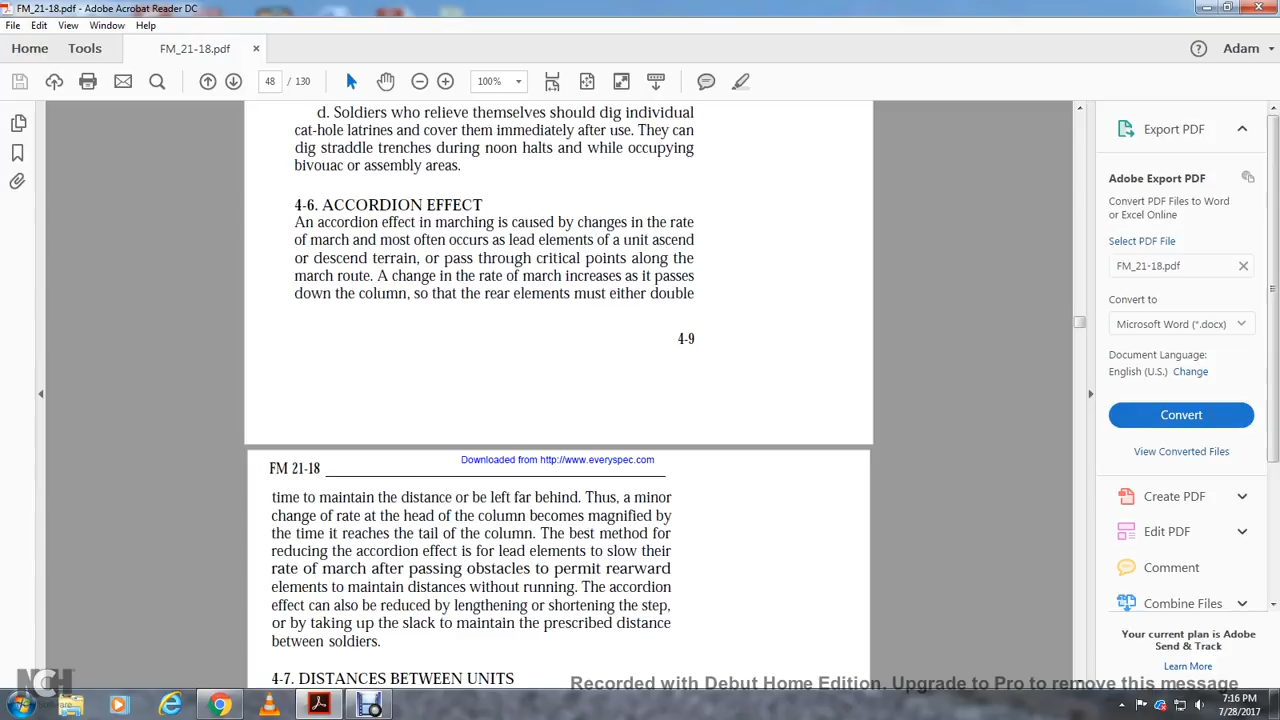 FM_21-18.pdf - Adobe Acrobat Reader DC
File Edit View Window Help
Home Tools FM_21-18.pdf × Adam
48 / 130 100%
d. Soldiers who relieve themselves should dig individual
cat-hole latrines and cover them immediately after use. They can
dig straddle trenches during noon halts and while occupying
bivouac or assembly areas.
4-6. ACCORDION EFFECT
An accordion effect in marching is caused by changes in the rate
of march and most often occurs as lead elements of a unit ascend
or descend terrain, or pass through critical points along the
march route. A change in the rate of march increases as it passes
down the column, so that the rear elements must either double
4-9
Downloaded from http://www.everyspec.com
FM 21-18
time to maintain the distance or be left far behind. Thus, a minor
change of rate at the head of the column becomes magnified by
the time it reaches the tail of the column. The best method for
reducing the accordion effect is for lead elements to slow their
rate of march after passing obstacles to permit rearward
elements to maintain distances without running. The accordion
effect can also be reduced by lengthening or shortening the step,
or by taking up the slack to maintain the prescribed distance
between soldiers.
4-7. DISTANCES BETWEEN UNITS
Export PDF
Adobe Export PDF
Convert PDF Files to Word
or Excel Online
Select PDF File
FM_21-18.pdf
Convert to
Microsoft Word (*.docx)
Document Language:
English (U.S.) Change
Convert
View Converted Files
Create PDF
Edit PDF
Comment
Combine Files
Your current plan is Adobe
Send & Track
Learn More
NCH
Software
Recorded with Debut Home Edition. Upgrade to Pro to remove this message
7:16 PM
7/28/2017